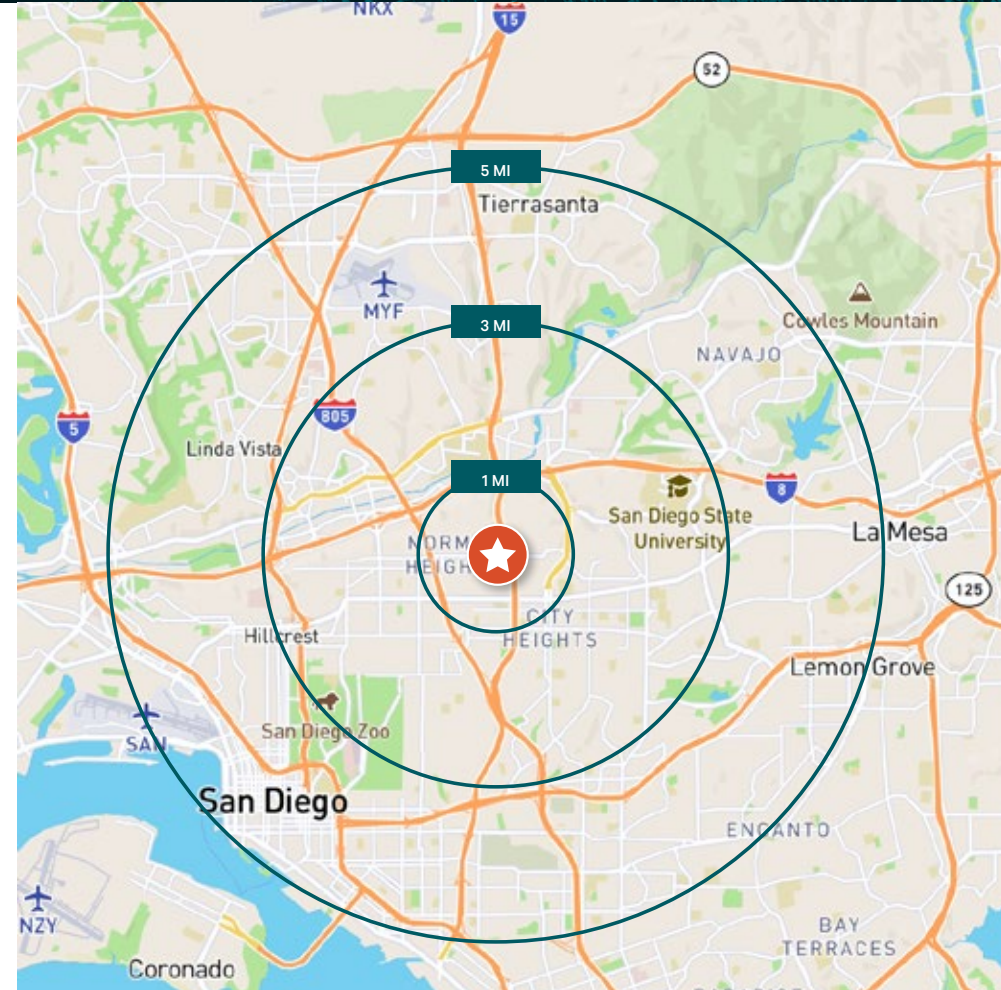 NKX
15
52
5 MI
Tierrasanta
MYF
3 MI
Cowles Mountain
NAVAJO
805
5
Linda Vista
1 MI
8
San Diego State
University
La Mesa
NORM
HEIGH
125
CITY
HEIGHTS
Hillcrest
Lemon Grove
San Diego Zoo
SAN
San Diego
ENCANTO
NZY
BAY
TERRACES
Coronado